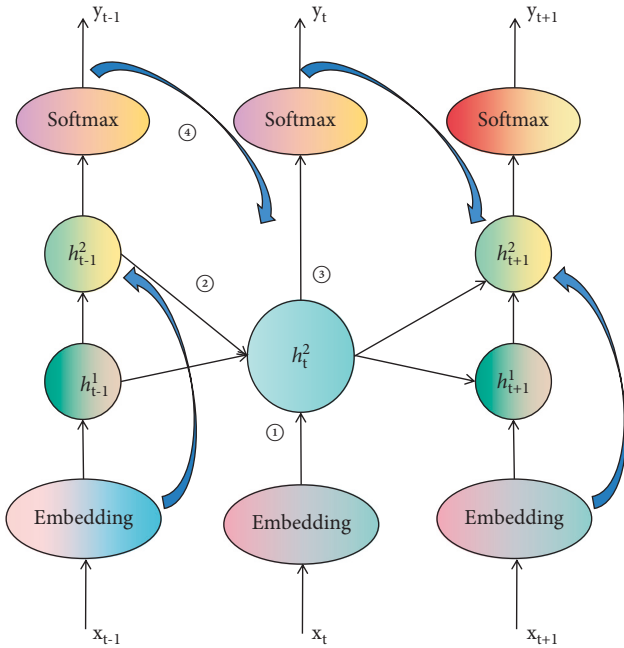 y_{t-1} y_t y_{t+1}
Softmax Softmax Softmax
④
h^2_{t-1} h^2_{t+1}
② ③
h^2_t
h^1_{t-1} h^1_{t+1}
①
Embedding Embedding Embedding
x_{t-1} x_t x_{t+1}